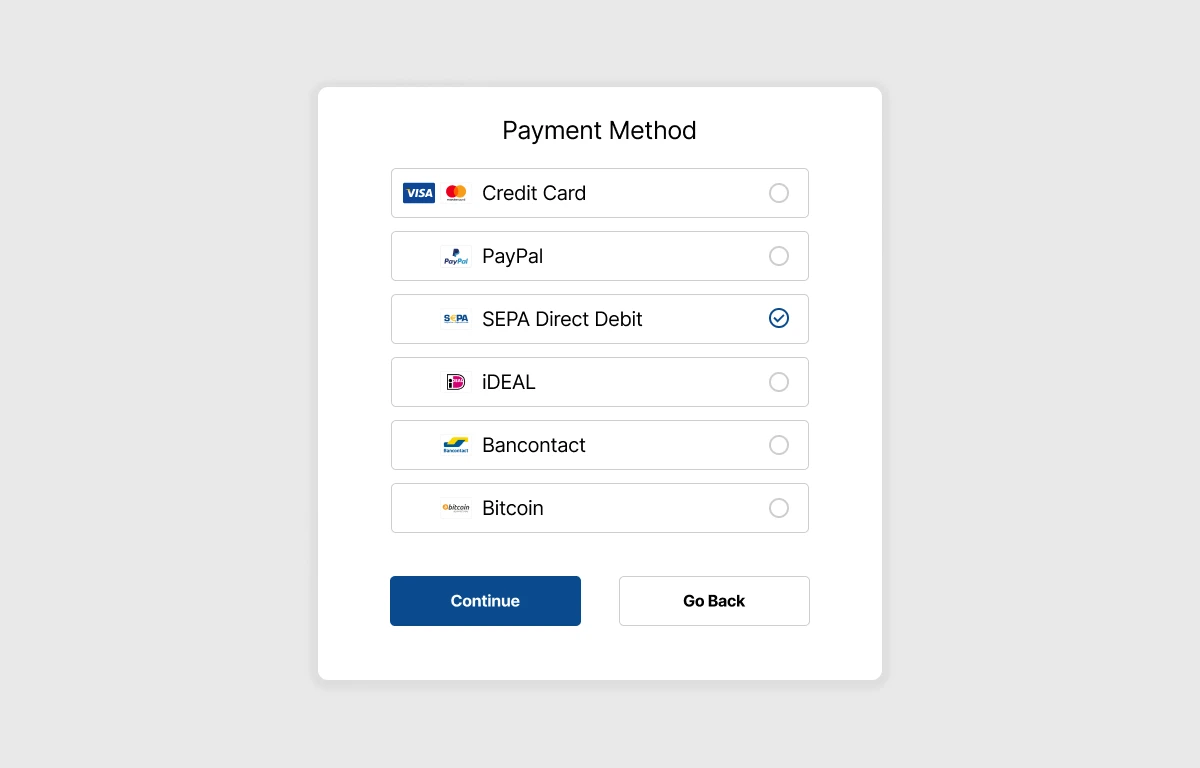 Payment Method
VISA mastercard Credit Card
PayPal PayPal
SEPA SEPA Direct Debit
iDEAL
Bancontact Bancontact
bitcoin Bitcoin
Continue Go Back